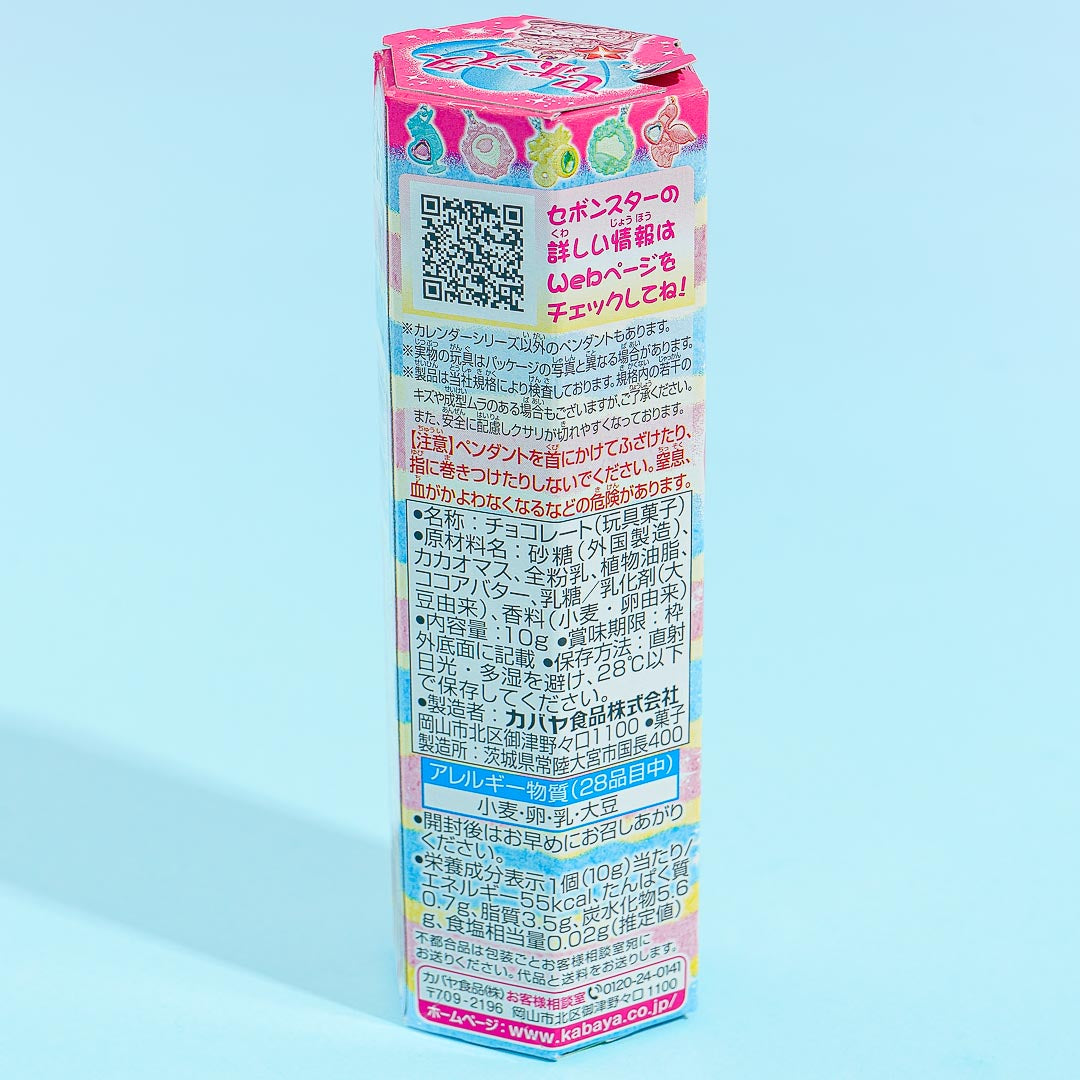 セボンスター
セボンスターの
詳しい情報は
Webページを
チェックしてね!
※カレンダーシリーズ以外のペンダントもあります。
※実物の玩具はパッケージの写真と異なる場合があります。
※製品は当社規格により検査しております。規格内の若干の
キズや成型ムラのある場合もございますが、ご了承ください。
また、安全に配慮しクサリが切れやすくなっております。
【注意】ペンダントを首にかけてふざけたり、
指に巻きつけたりしないでください。窒息、
血がかよわなくなるなどの危険があります。
●名称：チョコレート(玩具菓子)
●原材料名：砂糖(外国製造)、
カカオマス、全粉乳、植物油脂、
ココアバター、乳糖／乳化剤(大
豆由来)、香料(小麦・卵由来)
●内容量：10g ●賞味期限：枠
外底面に記載 ●保存方法：直射
日光・多湿を避け、28℃以下
で保存してください。
●製造者：カバヤ食品株式会社
岡山市北区御津野々口1100 ●菓子
製造所：茨城県常陸大宮市国長400
アレルギー物質(28品目中)
小麦・卵・乳・大豆
●開封後はお早めにお召しあがり
ください。
●栄養成分表示1個(10g)当たり/
エネルギー55kcal、たんぱく質
0.7g、脂質3.5g、炭水化物5.6
g、食塩相当量0.02g(推定値)
不都合品は包装ごとお客様相談室宛に
お送りください。代品と送料をお送りします。
カバヤ食品(株)お客様相談室 0120-24-0141
〒709-2196 岡山市北区御津野々口1100
ホームページ：www.kabaya.co.jp/